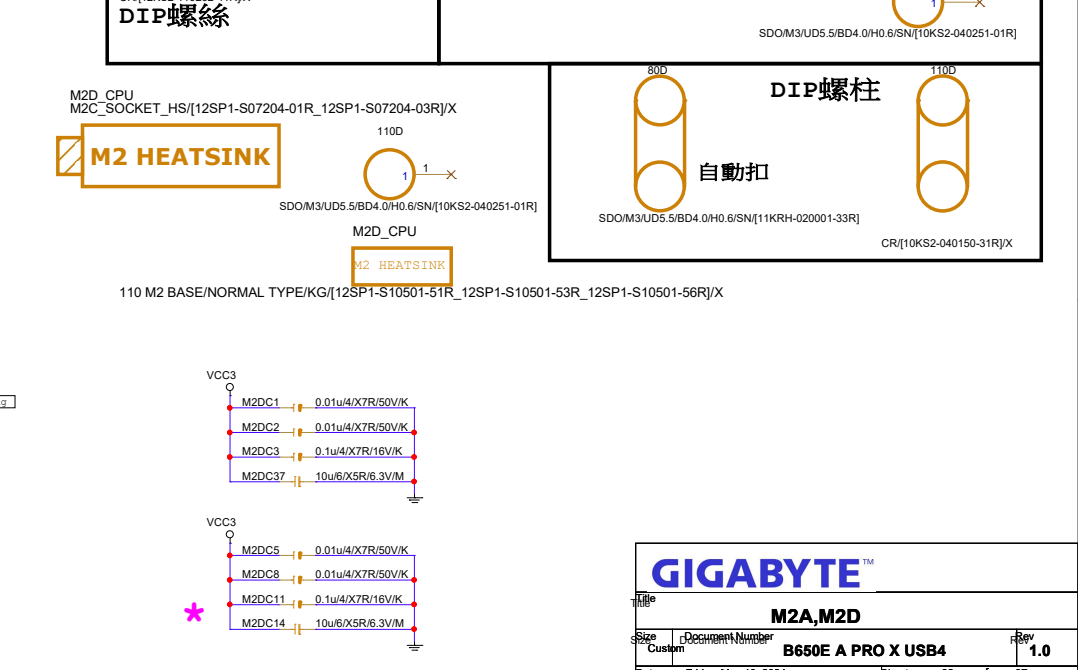 DIP螺絲
1
SDO/M3/UD5.5/BD4.0/H0.6/SN/[10KS2-040251-01R]
80D
110D
DIP螺柱
自動扣
SDO/M3/UD5.5/BD4.0/H0.6/SN/[11KRH-020001-33R]
CR/[10KS2-040150-31R]/X
M2D_CPU
M2C_SOCKET_HS/[12SP1-S07204-01R_12SP1-S07204-03R]/X
M2 HEATSINK
110D
1
1
SDO/M3/UD5.5/BD4.0/H0.6/SN/[10KS2-040251-01R]
M2D_CPU
M2 HEATSINK
110 M2 BASE/NORMAL TYPE/KG/[12SP1-S10501-51R_12SP1-S10501-53R_12SP1-S10501-56R]/X
g
VCC3
M2DC1 0.01u/4/X7R/50V/K
M2DC2 0.01u/4/X7R/50V/K
M2DC3 0.1u/4/X7R/16V/K
M2DC37 10u/6/X5R/6.3V/M
VCC3
M2DC5 0.01u/4/X7R/50V/K
M2DC8 0.01u/4/X7R/50V/K
M2DC11 0.1u/4/X7R/16V/K
M2DC14 10u/6/X5R/6.3V/M
*
GIGABYTE™
Title
M2A,M2D
Size Document Number Rev
Custom B650E A PRO X USB4 1.0